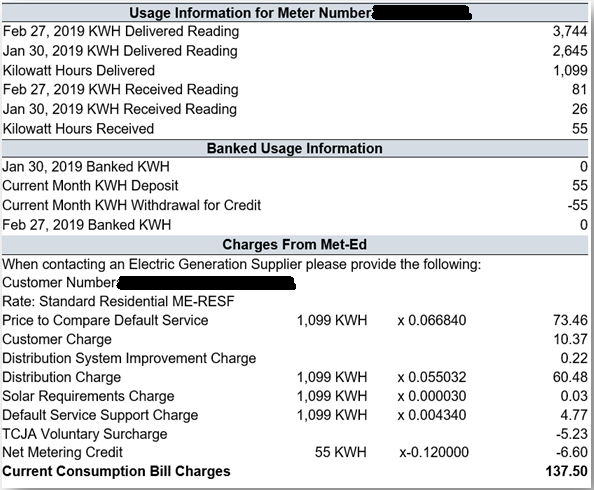 Usage Information for Meter Number
Feb 27, 2019 KWH Delivered Reading 3,744
Jan 30, 2019 KWH Delivered Reading 2,645
Kilowatt Hours Delivered 1,099
Feb 27, 2019 KWH Received Reading 81
Jan 30, 2019 KWH Received Reading 26
Kilowatt Hours Received 55
Banked Usage Information
Jan 30, 2019 Banked KWH 0
Current Month KWH Deposit 55
Current Month KWH Withdrawal for Credit -55
Feb 27, 2019 Banked KWH 0
Charges From Met-Ed
When contacting an Electric Generation Supplier please provide the following:
Customer Number
Rate: Standard Residential ME-RESF
Price to Compare Default Service 1,099 KWH x 0.066840 73.46
Customer Charge 10.37
Distribution System Improvement Charge 0.22
Distribution Charge 1,099 KWH x 0.055032 60.48
Solar Requirements Charge 1,099 KWH x 0.000030 0.03
Default Service Support Charge 1,099 KWH x 0.004340 4.77
TCJA Voluntary Surcharge -5.23
Net Metering Credit 55 KWH x-0.120000 -6.60
Current Consumption Bill Charges 137.50